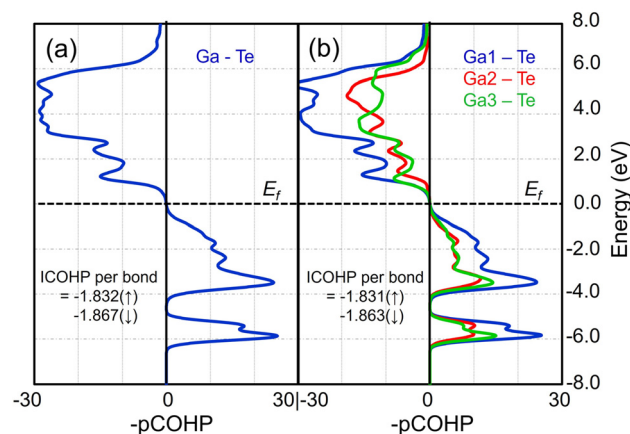 (a)
Ga - Te
E_f
ICOHP per bond
= -1.832(↑)
-1.867(↓)
-30
0
30
-pCOHP
(b)
Ga1 – Te
Ga2 – Te
Ga3 – Te
E_f
ICOHP per bond
= -1.831(↑)
-1.863(↓)
|-30
0
30
-pCOHP
8.0
6.0
4.0
2.0
0.0
-2.0
-4.0
-6.0
-8.0
Energy (eV)